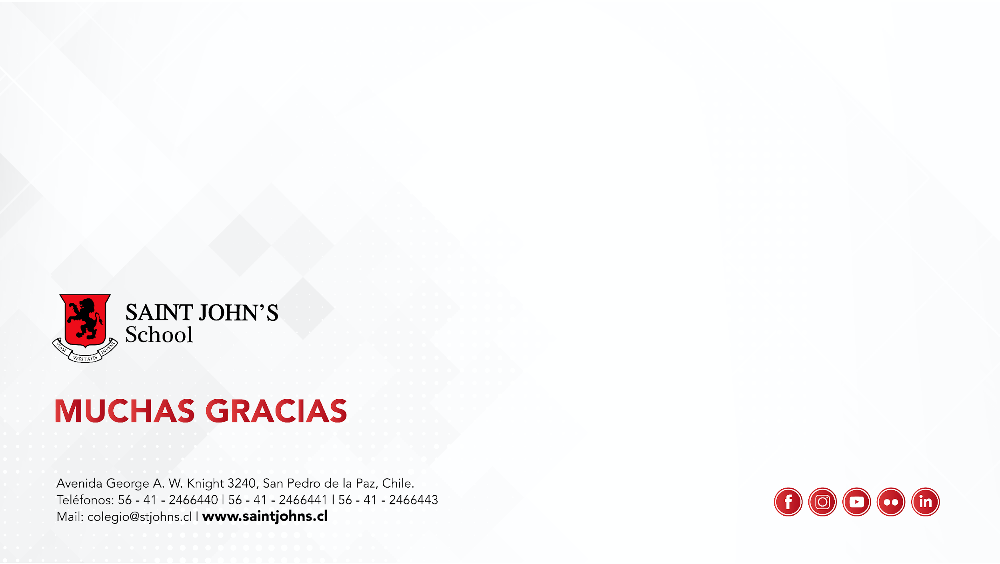 SAINT JOHN’S
School
VIAM VERITATIS INVENI
MUCHAS GRACIAS
Avenida George A. W. Knight 3240, San Pedro de la Paz, Chile.
Teléfonos: 56 - 41 - 2466440 | 56 - 41 - 2466441 | 56 - 41 - 2466443
Mail: colegio@stjohns.cl | www.saintjohns.cl